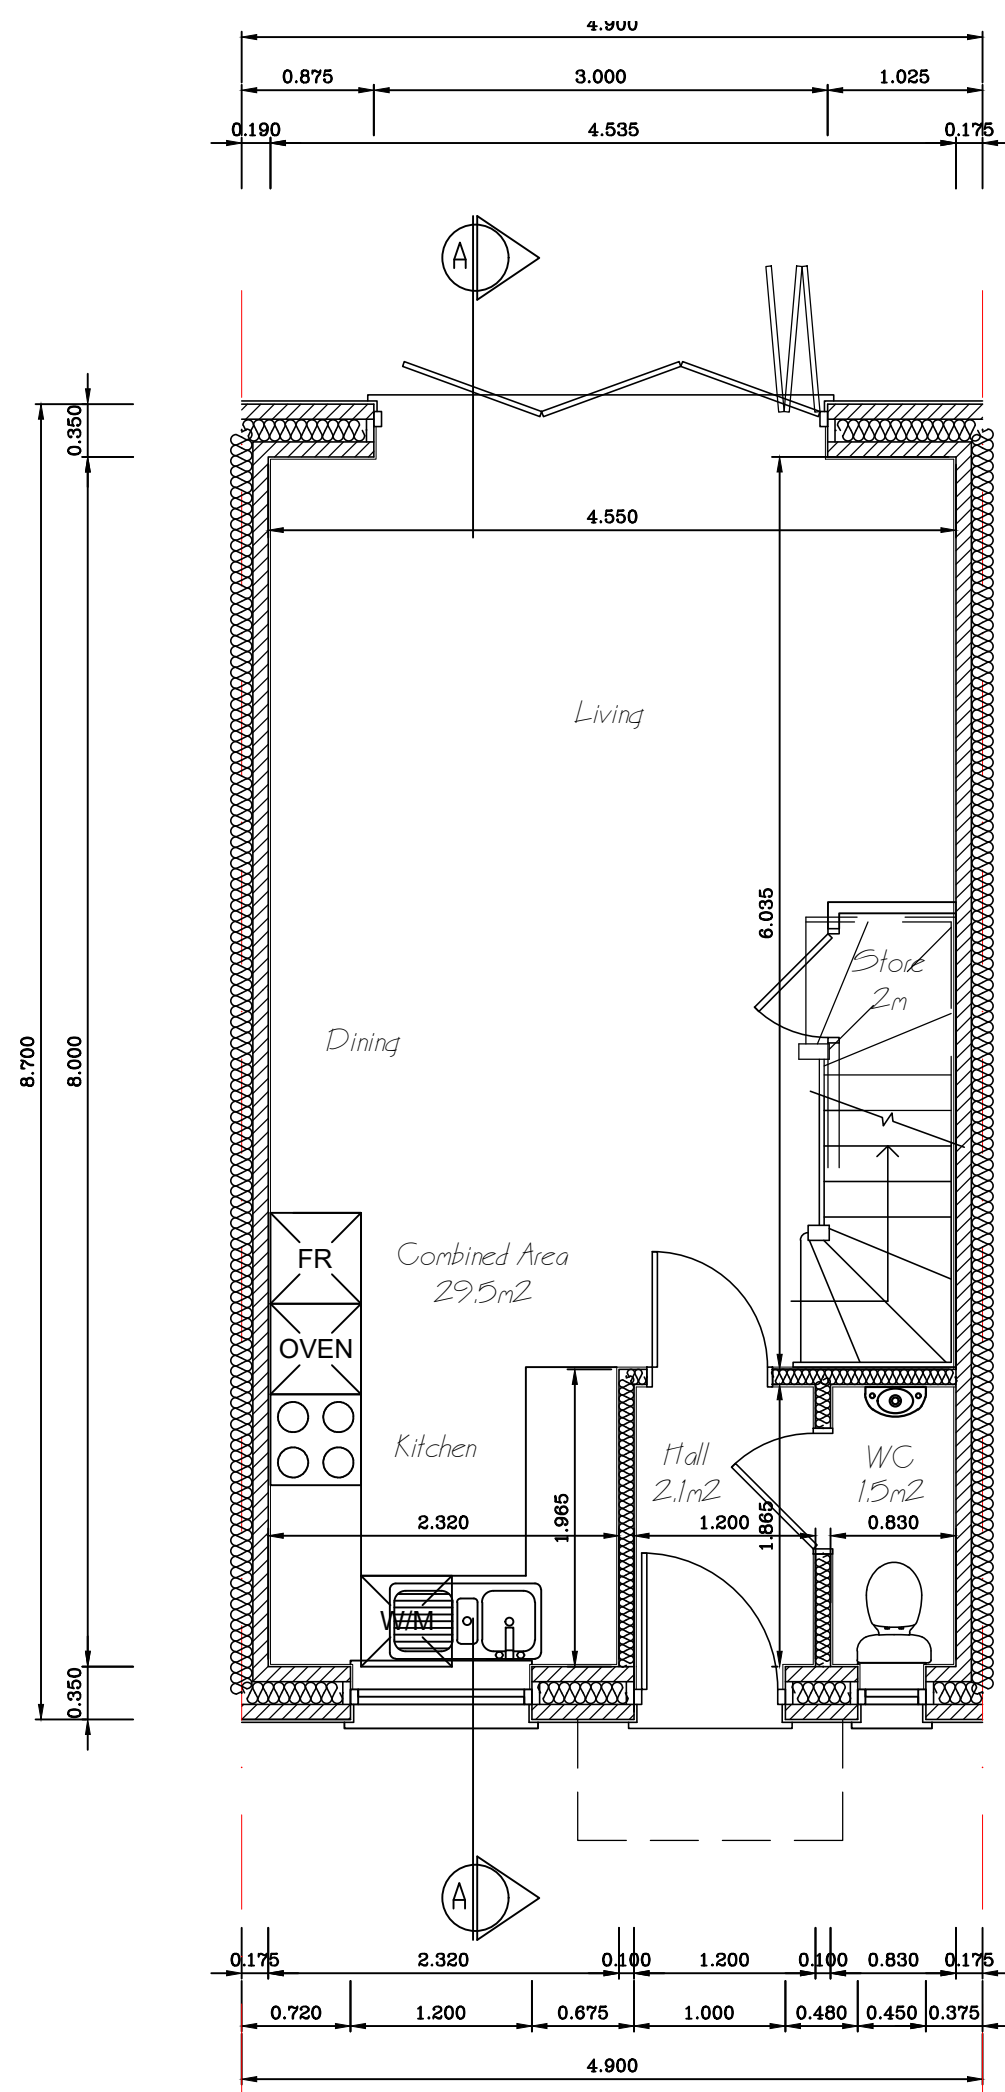 4.900
0.875 3.000 1.025
0.190 4.535 0.175
A
0.350
4.550
Living
6.035
Store
2m
Dining
8.700
8.000
FR
Combined Area
29.5m2
OVEN
Kitchen
Hall
2.1m2
WC
1.5m2
1.965
1.865
2.320 1.200 0.830
W/M
0.350
A
0.175 2.320 0.100 1.200 0.100 0.830 0.175
0.720 1.200 0.675 1.000 0.480 0.450 0.375
4.900